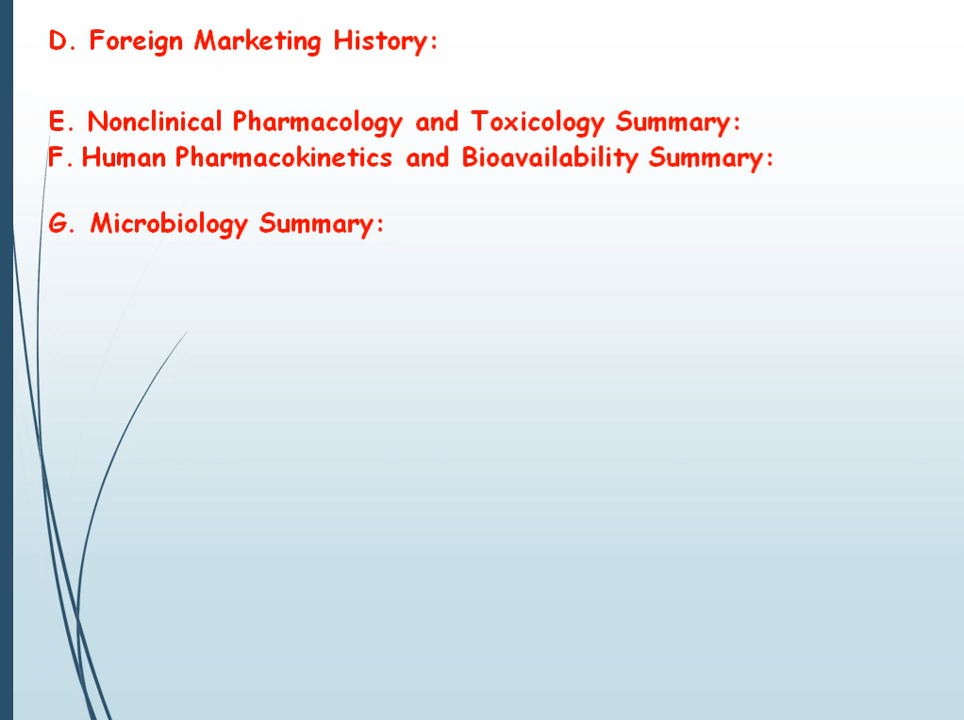 D. Foreign Marketing History:
E. Nonclinical Pharmacology and Toxicology Summary:
F. Human Pharmacokinetics and Bioavailability Summary:
G. Microbiology Summary: